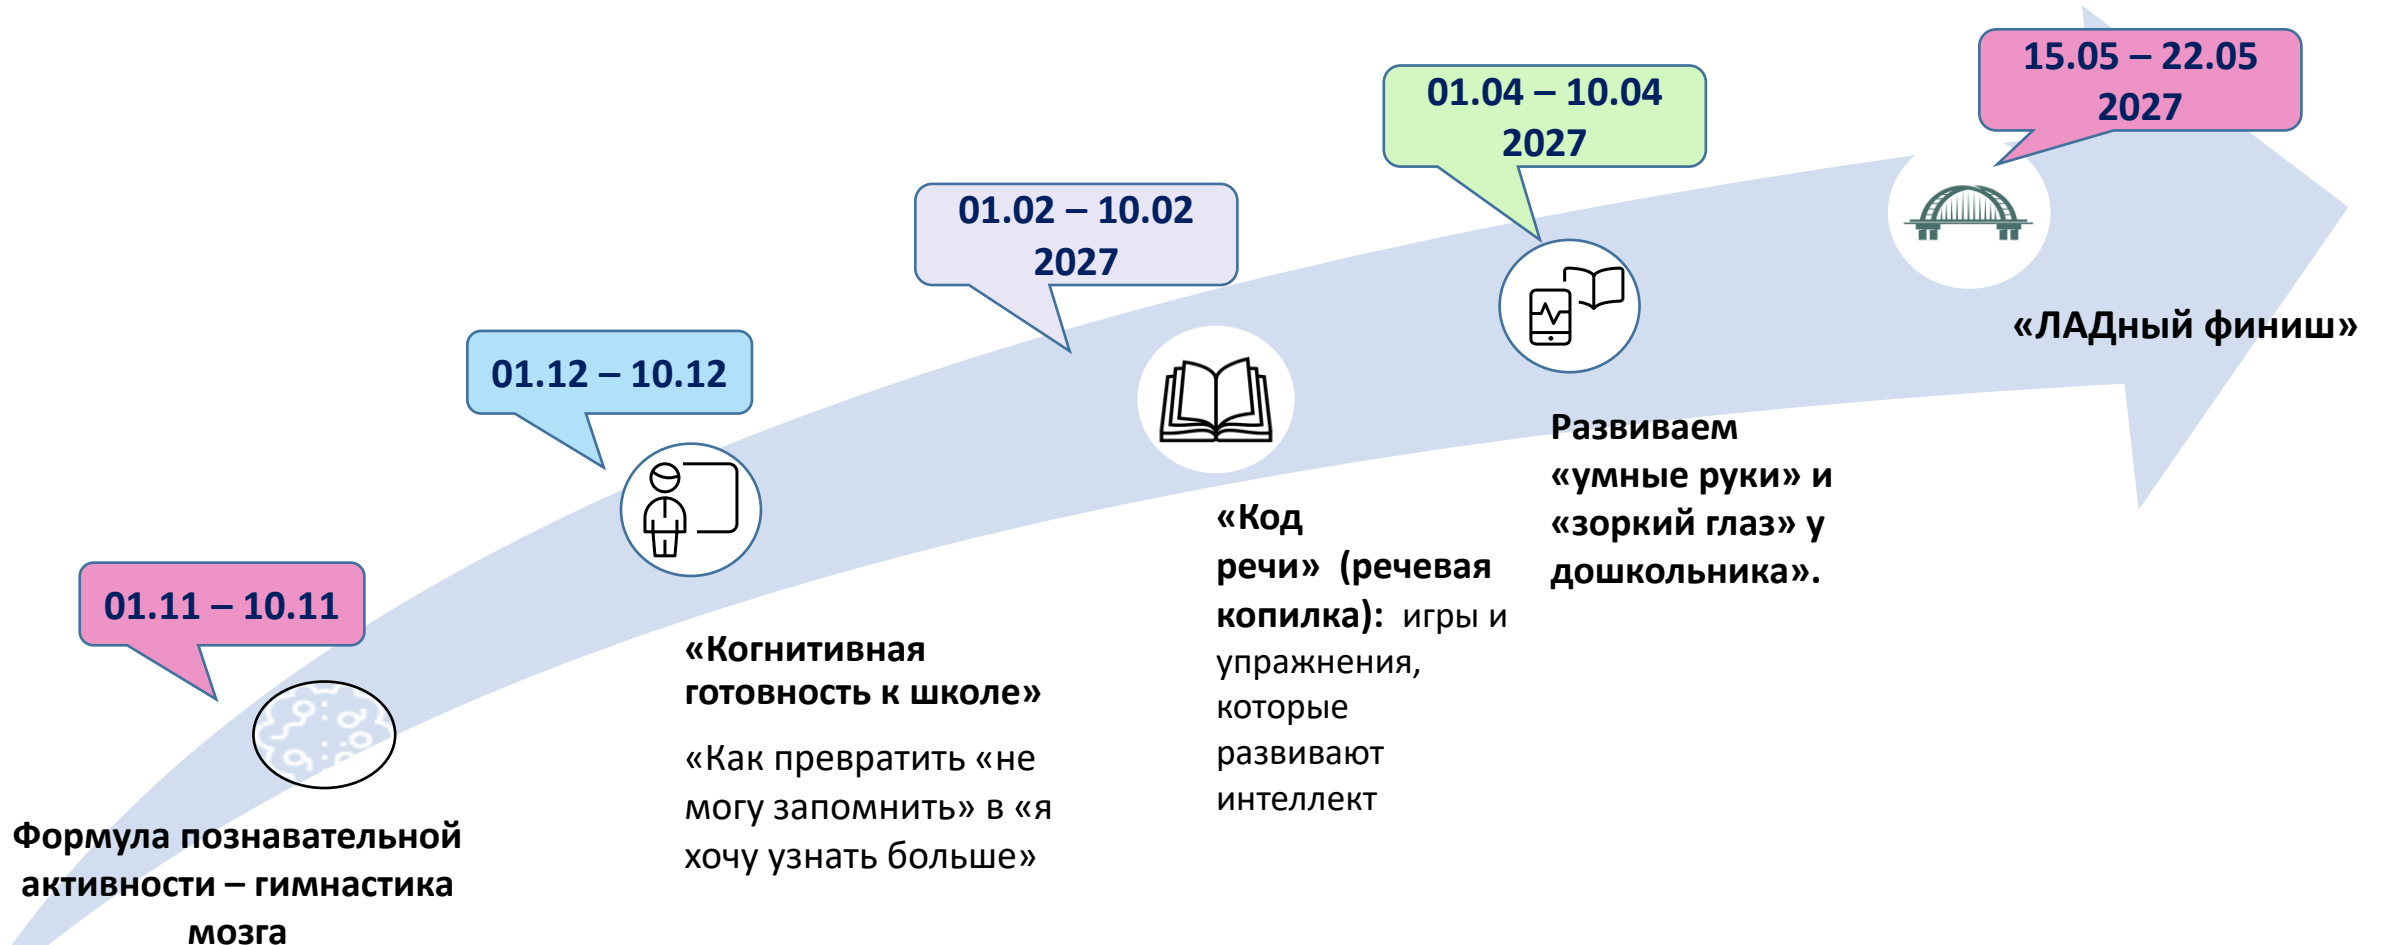 01.11 – 10.11
Формула познавательной
активности – гимнастика
мозга
01.12 – 10.12
«Когнитивная
готовность к школе»
«Как превратить «не
могу запомнить» в «я
хочу узнать больше»
01.02 – 10.02
2027
«Код
речи» (речевая
копилка): игры и
упражнения,
которые
развивают
интеллект
01.04 – 10.04
2027
Развиваем
«умные руки» и
«зоркий глаз» у
дошкольника».
15.05 – 22.05
2027
«ЛАДный финиш»